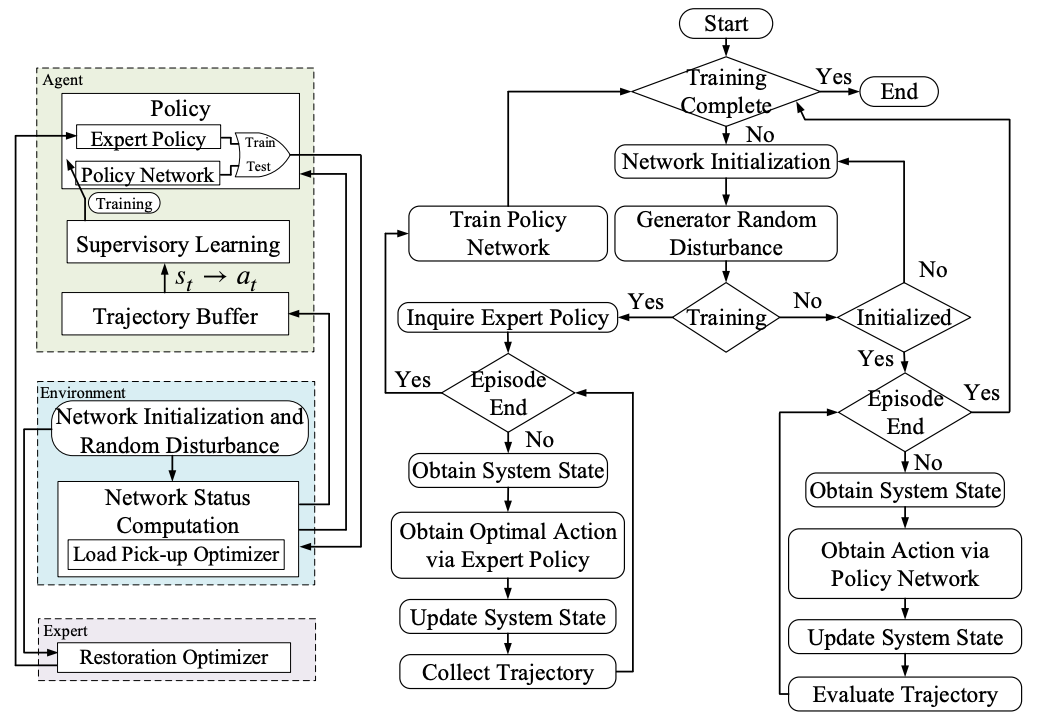 Agent
Policy
Expert Policy
Train
Test
Policy Network
Training
Supervisory Learning
s_t → a_t
Trajectory Buffer
Environment
Network Initialization and
Random Disturbance
Network Status
Computation
Load Pick-up Optimizer
Expert
Restoration Optimizer
Start
Training
Complete
Yes
End
No
Network Initialization
Train Policy
Network
Generator Random
Disturbance
No
Inquire Expert Policy
Yes
Training
No
Initialized
Yes
Yes
Episode
End
No
Obtain System State
Obtain Optimal Action
via Expert Policy
Update System State
Collect Trajectory
Episode
End
Yes
No
Obtain System State
Obtain Action via
Policy Network
Update System State
Evaluate Trajectory